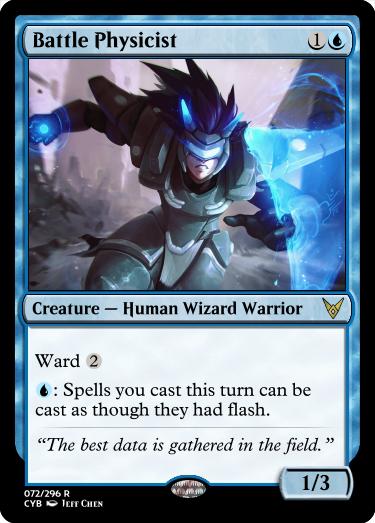 Battle Physicist 1
Creature — Human Wizard Warrior
Ward 2
: Spells you cast this turn can be
cast as though they had flash.
“The best data is gathered in the field.”
1/3
072/296 R
CYB Jeff Chen